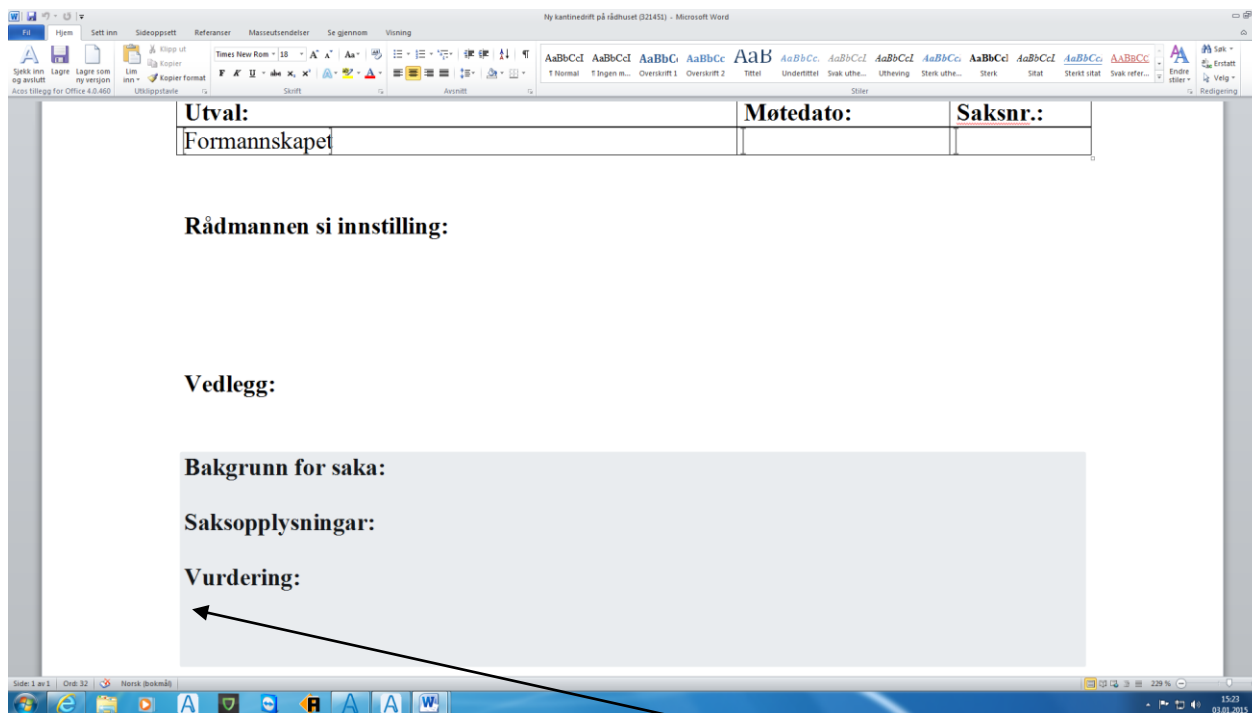 Ny kantinedrift på rådhuset (321451) - Microsoft Word
Fil Hjem Sett inn Sideoppsett Referanser Masseutsendelser Se gjennom Visning
Sjekk inn og avslutt
Lagre
Lagre som ny versjon
Acos tillegg for Office 4.0.460
Lim inn
Klipp ut
Kopier
Kopier format
Utklippstavle
Times New Rom 18
F K U abe x, x²
Skrift
Avsnitt
AaBbCcI AaBbCcI AaBbC AaBbCc AaB AaBbCc. AaBbCcI AaBbCcI AaBbCc AaBbCcI AaBbCcI AaBbCc AABBCC
¶ Normal ¶ Ingen m... Overskrift 1 Overskrift 2 Tittel Undertittel Svak uthe... Utheving Sterk uthe... Sterk Sitat Sterkt sitat Svak refer...
Stiler
Endre stiler
Søk
Erstatt
Velg
Redigering
Utval: Møtedato: Saksnr.:
Formannskapet
Rådmannen si innstilling:
Vedlegg:
Bakgrunn for saka:
Saksopplysningar:
Vurdering:
Side: 1 av 1 Ord: 32 Norsk (bokmål) 229 %
15:23
03.01.2015